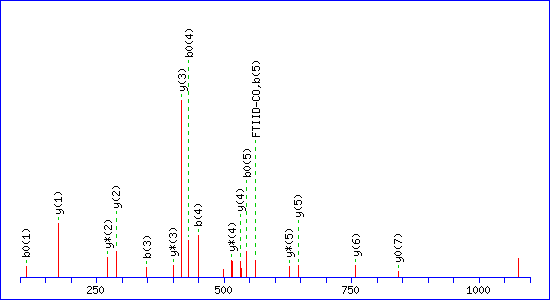 b0(1)
y(1)
y*(2)
y(2)
b(3)
y*(3)
y(3)
b0(4)
b(4)
y*(4)
y(4)
b0(5)
FTIID-CO,b(5)
y*(5)
y(5)
y(6)
y0(7)
250
500
750
1000